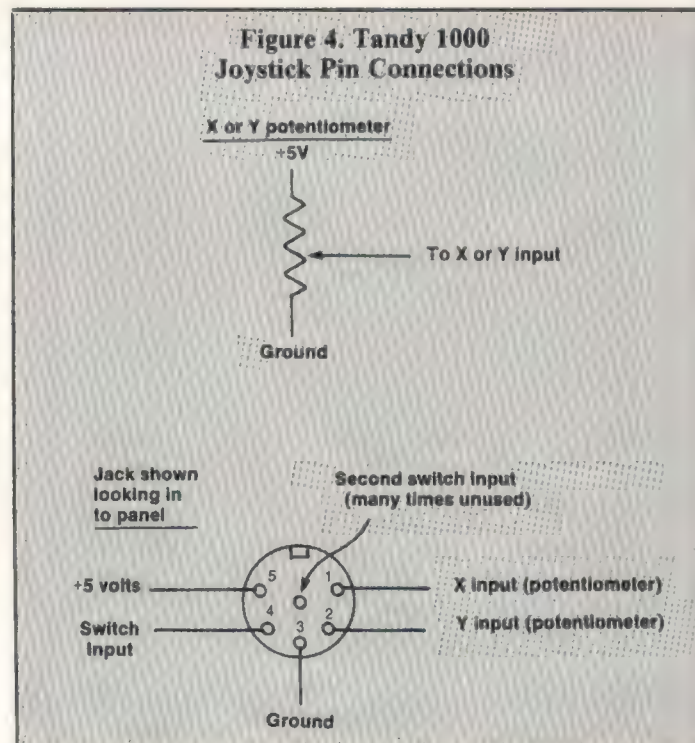 Figure 4. Tandy 1000
Joystick Pin Connections
X or Y potentiometer
+5V
To X or Y input
Ground
Jack shown
looking in
to panel
Second switch input
(many times unused)
+5 volts
5
1
X input (potentiometer)
Switch
Input
4
3
2
Y input (potentiometer)
Ground